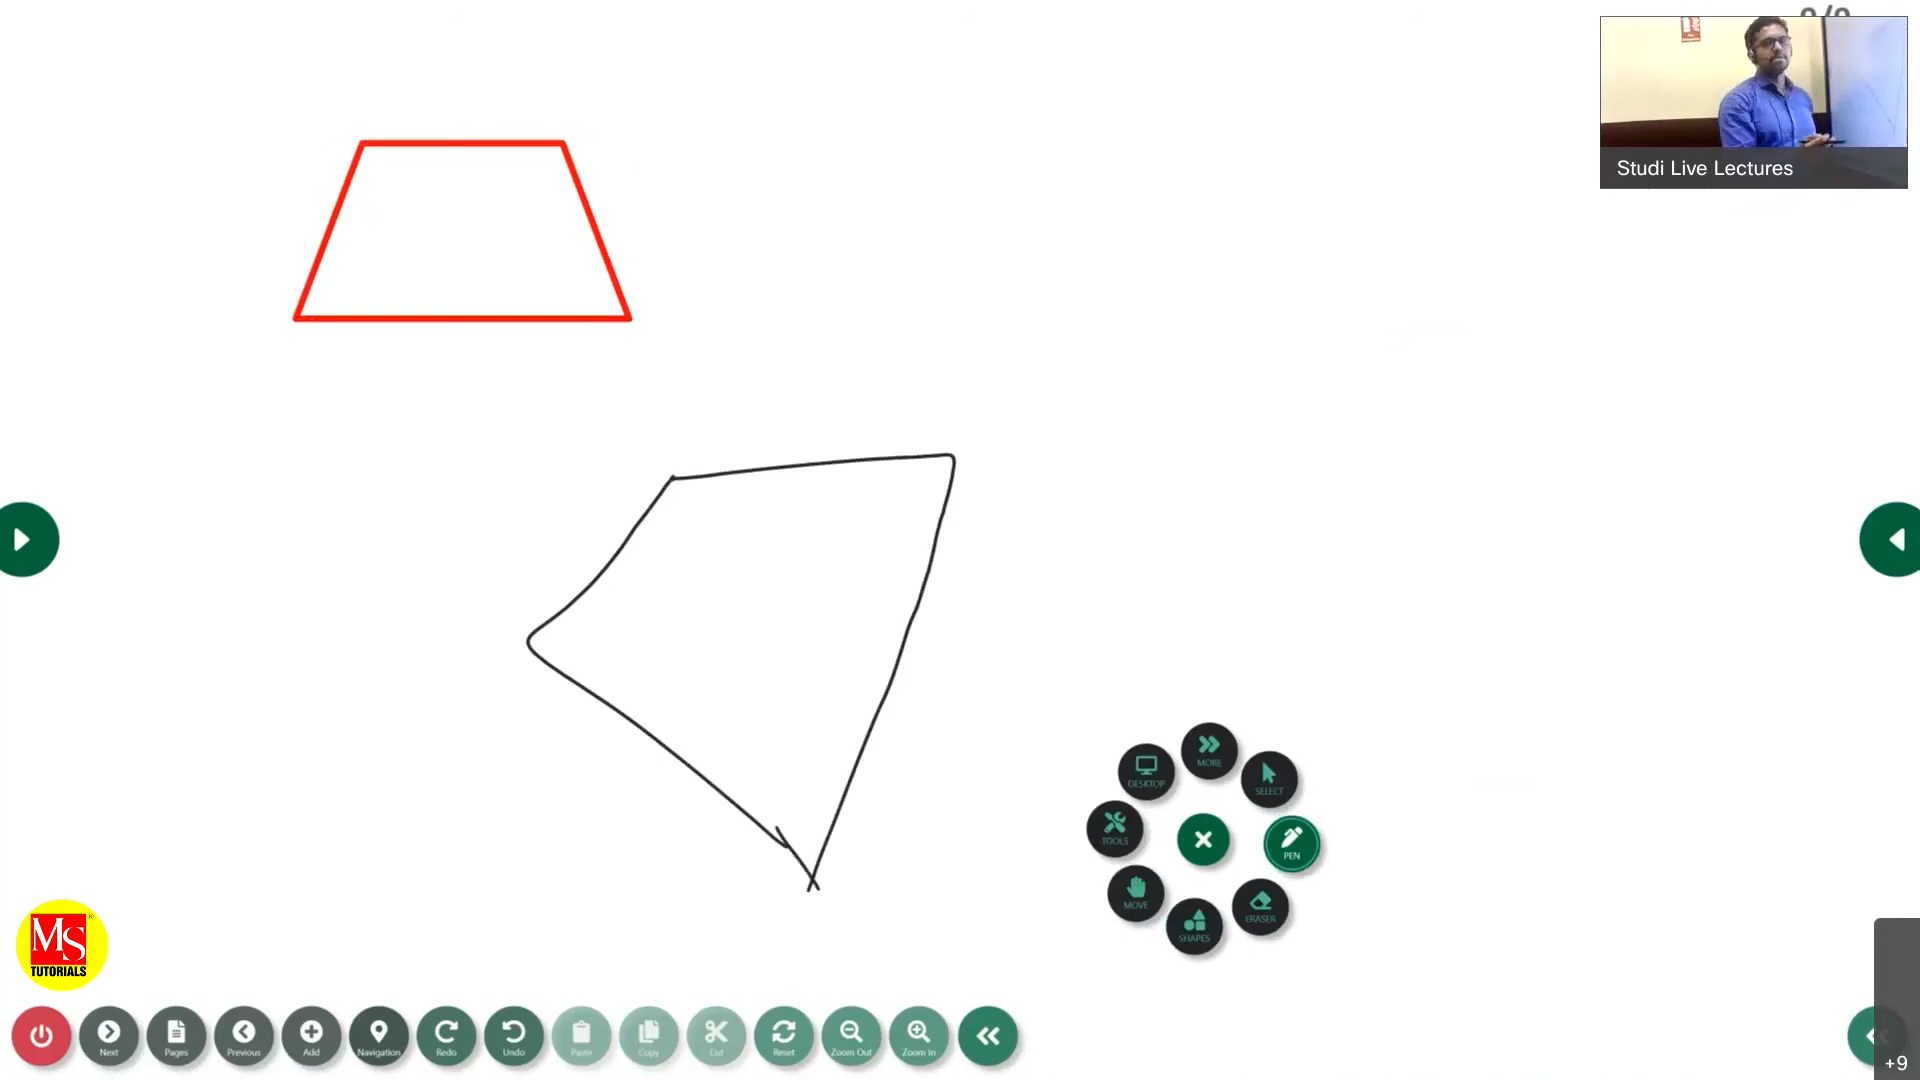 Studi Live Lectures
MORE
DESKTOP
SELECT
TOOLS
PEN
MOVE
ERASER
SHAPES
MS
®
TUTORIALS
Next
Pages
Previous
Add
Navigation
Redo
Undo
Paste
Copy
Cut
Reset
Zoom Out
Zoom In
+9